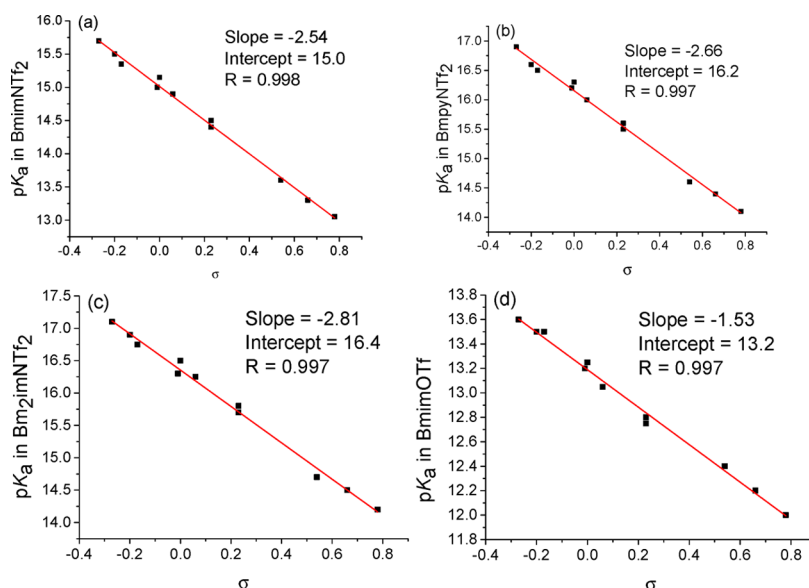 (a)
Slope = -2.54
Intercept = 15.0
R = 0.998
pKa in BmimNTf2
16.0
15.5
15.0
14.5
14.0
13.5
13.0
-0.4 -0.2 0.0 0.2 0.4 0.6 0.8
σ
(b)
Slope = -2.66
Intercept = 16.2
R = 0.997
pKa in BmpyNTf2
17.0
16.5
16.0
15.5
15.0
14.5
14.0
-0.4 -0.2 0.0 0.2 0.4 0.6 0.8
σ
(c)
Slope = -2.81
Intercept = 16.4
R = 0.997
pKa in Bm2imNTf2
17.5
17.0
16.5
16.0
15.5
15.0
14.5
14.0
-0.4 -0.2 0.0 0.2 0.4 0.6 0.8
σ
(d)
Slope = -1.53
Intercept = 13.2
R = 0.997
pKa in BmimOTf
13.8
13.6
13.4
13.2
13.0
12.8
12.6
12.4
12.2
12.0
11.8
-0.4 -0.2 0.0 0.2 0.4 0.6 0.8
σ